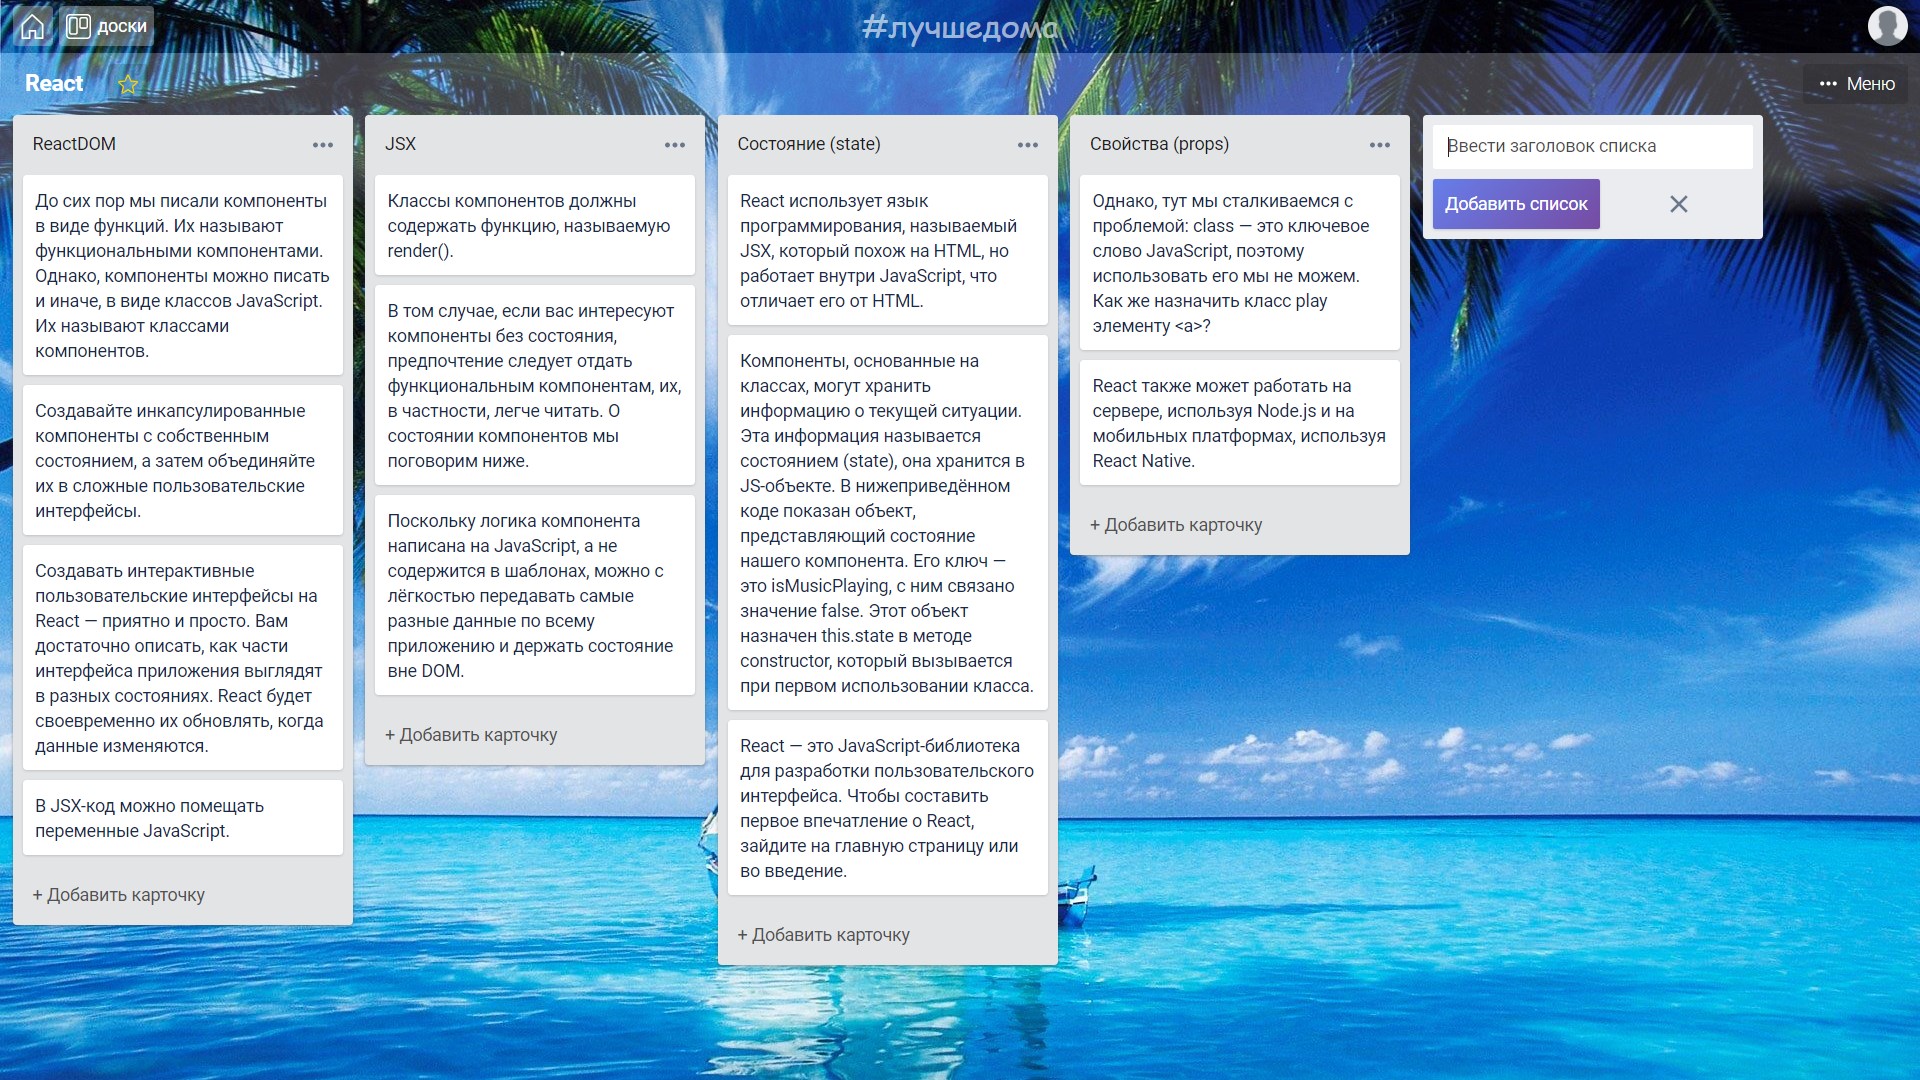 доски
#лучшедома
React
Меню
ReactDOM
До сих пор мы писали компоненты
в виде функций. Их называют
функциональными компонентами.
Однако, компоненты можно писать
и иначе, в виде классов JavaScript.
Их называют классами
компонентов.
Создавайте инкапсулированные
компоненты с собственным
состоянием, а затем объединяйте
их в сложные пользовательские
интерфейсы.
Создавать интерактивные
пользовательские интерфейсы на
React — приятно и просто. Вам
достаточно описать, как части
интерфейса приложения выглядят
в разных состояниях. React будет
своевременно их обновлять, когда
данные изменяются.
В JSX-код можно помещать
переменные JavaScript.
+ Добавить карточку
JSX
Классы компонентов должны
содержать функцию, называемую
render().
В том случае, если вас интересуют
компоненты без состояния,
предпочтение следует отдать
функциональным компонентам, их,
в частности, легче читать. О
состоянии компонентов мы
поговорим ниже.
Поскольку логика компонента
написана на JavaScript, а не
содержится в шаблонах, можно с
лёгкостью передавать самые
разные данные по всему
приложению и держать состояние
вне DOM.
+ Добавить карточку
Состояние (state)
React использует язык
программирования, называемый
JSX, который похож на HTML, но
работает внутри JavaScript, что
отличает его от HTML.
Компоненты, основанные на
классах, могут хранить
информацию о текущей ситуации.
Эта информация называется
состоянием (state), она хранится в
JS-объекте. В нижеприведённом
коде показан объект,
представляющий состояние
нашего компонента. Его ключ —
это isMusicPlaying, с ним связано
значение false. Этот объект
назначен this.state в методе
constructor, который вызывается
при первом использовании класса.
React — это JavaScript-библиотека
для разработки пользовательского
интерфейса. Чтобы составить
первое впечатление о React,
зайдите на главную страницу или
во введение.
+ Добавить карточку
Свойства (props)
Однако, тут мы сталкиваемся с
проблемой: class — это ключевое
слово JavaScript, поэтому
использовать его мы не можем.
Как же назначить класс play
элементу <a>?
React также может работать на
сервере, используя Node.js и на
мобильных платформах, используя
React Native.
+ Добавить карточку
Ввести заголовок списка
Добавить список